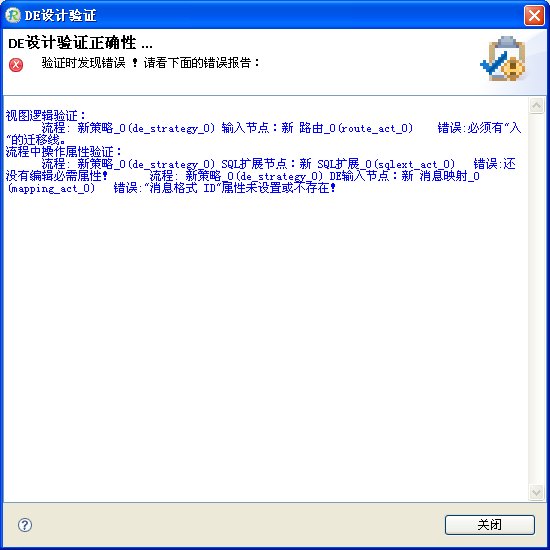 DE设计验证
DE设计验证正确性 ...
验证时发现错误 ！请看下面的错误报告：
视图逻辑验证：
流程: 新策略_0(de_strategy_0) 输入节点：新 路由_0(route_act_0) 错误:必须有"入
"的迁移线。
流程中操作属性验证：
流程: 新策略_0(de_strategy_0) SQL扩展节点：新 SQL扩展_0(sqlext_act_0) 错误:还
没有编辑必需属性! 流程: 新策略_0(de_strategy_0) DE输入节点：新 消息映射_0
(mapping_act_0) 错误:"消息格式 ID"属性未设置或不存在!
关闭